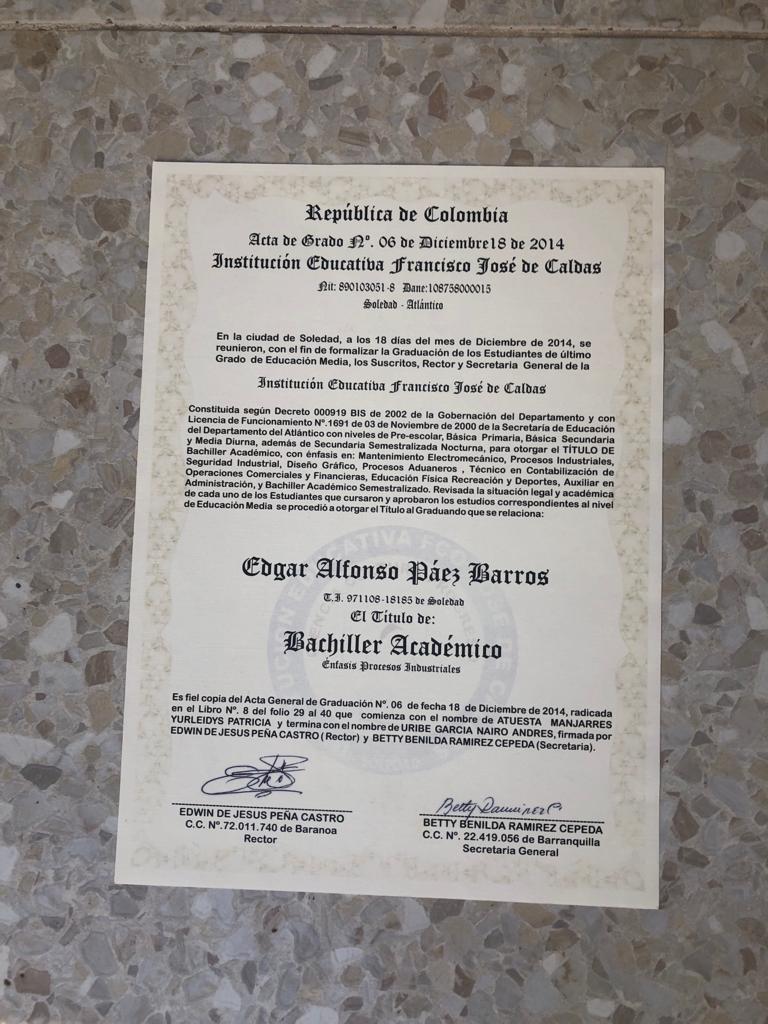 República de Colombia
Acta de Grado Nº. 06 de Diciembre18 de 2014
Institución Educativa Francisco José de Caldas
Nit: 890103051-8 Dane:108758000015
Soledad - Atlántico
En la ciudad de Soledad, a los 18 días del mes de Diciembre de 2014, se
reunieron, con el fin de formalizar la Graduación de los Estudiantes de último
Grado de Educación Media, los Suscritos, Rector y Secretaria General de la
Institución Educativa Francisco José de Caldas
Constituida según Decreto 000919 BIS de 2002 de la Gobernación del Departamento y con
Licencia de Funcionamiento Nº.1691 de 03 de Noviembre de 2000 de la Secretaría de Educación
del Departamento del Atlántico con niveles de Pre-escolar, Básica Primaria, Básica Secundaria
y Media Diurna, además de Secundaria Semestralizada Nocturna, para otorgar el TÍTULO DE
Bachiller Académico, con énfasis en: Mantenimiento Electromecánico, Procesos Industriales,
Seguridad Industrial, Diseño Gráfico, Procesos Aduaneros , Técnico en Contabilización de
Operaciones Comerciales y Financieras, Educación Física Recreación y Deportes, Auxiliar en
Administración, y Bachiller Académico Semestralizado. Revisada la situación legal y académica
de cada uno de los Estudiantes que cursaron y aprobaron los estudios correspondientes al nivel
de Educación Media se procedió a otorgar el Título al Graduando que se relaciona:
Edgar Alfonso Páez Barros
T.I. 971108-18185 de Soledad
El Título de:
Bachiller Académico
Énfasis Procesos Industriales
Es fiel copia del Acta General de Graduación Nº. 06 de fecha 18 de Diciembre de 2014, radicada
en el Libro Nº. 8 del folio 29 al 40 que comienza con el nombre de ATUESTA MANJARRES
YURLEIDYS PATRICIA y termina con el nombre de URIBE GARCIA NAIRO ANDRES, firmada por
EDWIN DE JESUS PEÑA CASTRO ( Rector) y BETTY BENILDA RAMIREZ CEPEDA (Secretaria).
Betty Ramirez C
EDWIN DE JESUS PEÑA CASTRO
C.C. Nº.72.011.740 de Baranoa
Rector
BETTY BENILDA RAMIREZ CEPEDA
C.C. Nº. 22.419.056 de Barranquilla
Secretaria General